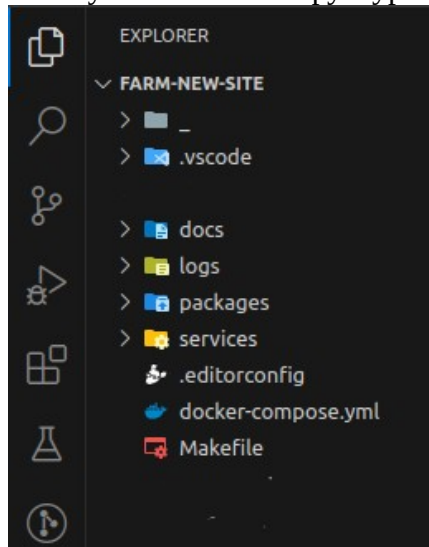 EXPLORER
FARM-NEW-SITE
_
.vscode
docs
logs
packages
services
.editorconfig
docker-compose.yml
Makefile